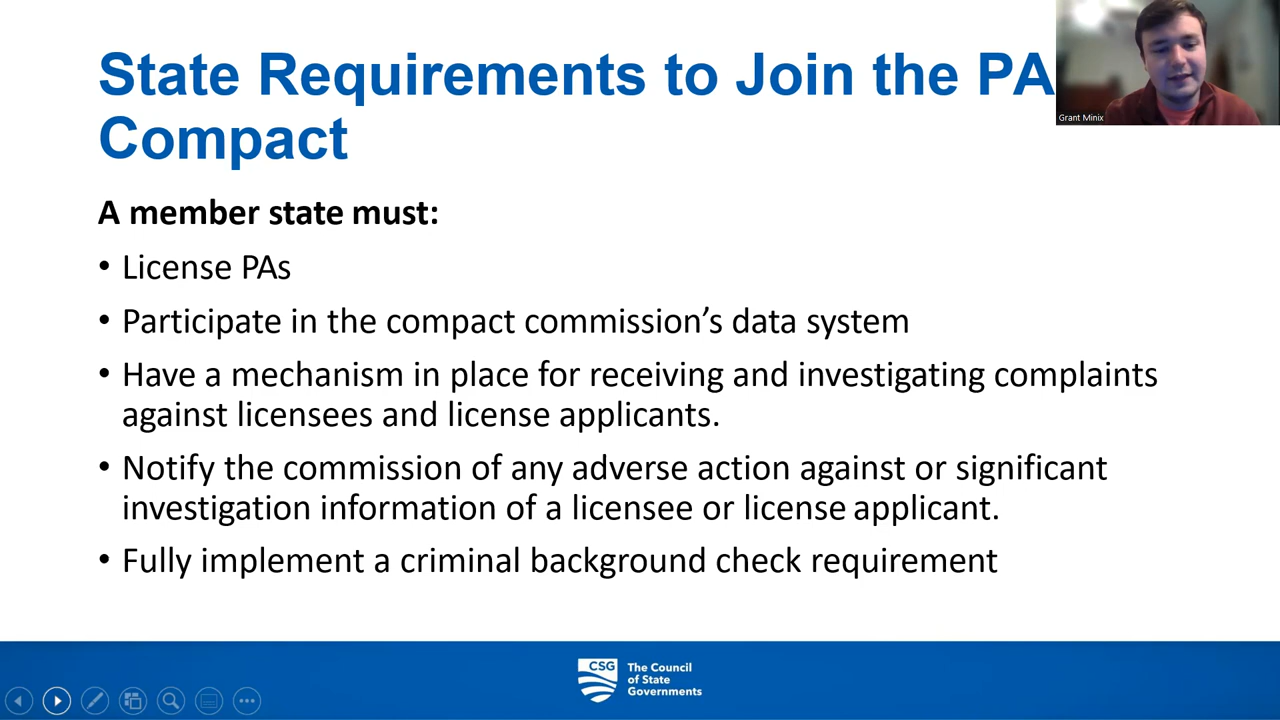 State Requirements to Join the PA
Compact
Grant Minix
A member state must:
• License PAs
• Participate in the compact commission’s data system
• Have a mechanism in place for receiving and investigating complaints
against licensees and license applicants.
• Notify the commission of any adverse action against or significant
investigation information of a licensee or license applicant.
• Fully implement a criminal background check requirement
CSG
The Council
of State
Governments